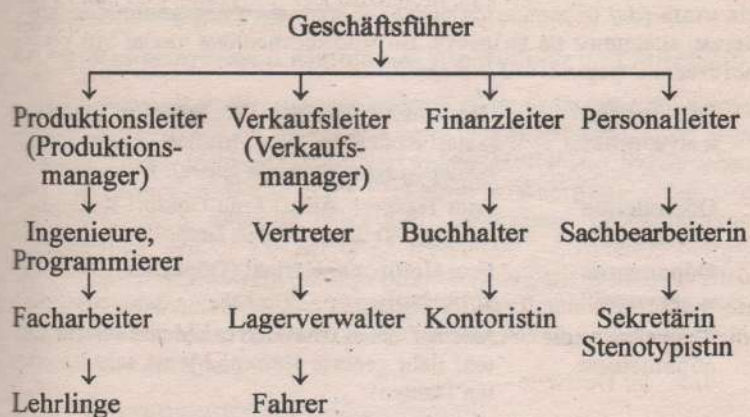 Geschäftsführer
Produktionsleiter Verkaufsleiter Finanzleiter Personalleiter
(Produktions- (Verkaufs-
manager) manager)
Ingenieure, Vertreter Buchhalter Sachbearbeiterin
Programmierer
Facharbeiter Lagerverwalter Kontoristin Sekretärin
Stenotypistin
Lehrlinge Fahrer